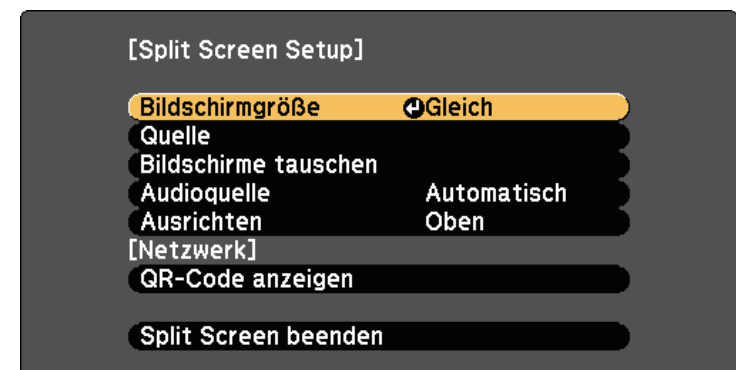 [Split Screen Setup]
Bildschirmgröße Gleich
Quelle
Bildschirme tauschen
Audioquelle Automatisch
Ausrichten Oben
[Netzwerk]
QR-Code anzeigen
Split Screen beenden